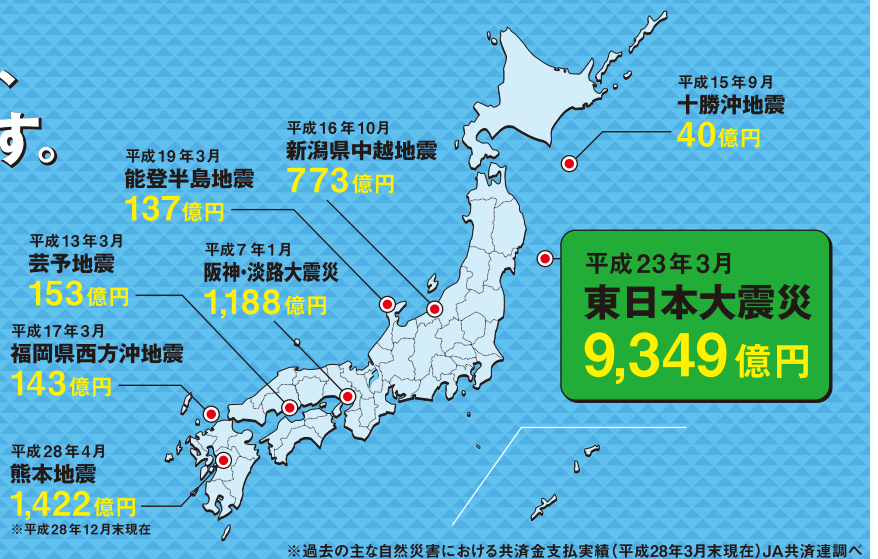 、
す。
平成15年9月
十勝沖地震
40億円
平成16年10月
新潟県中越地震
773億円
平成19年3月
能登半島地震
137億円
平成13年3月
芸予地震
153億円
平成7年1月
阪神・淡路大震災
1,188億円
平成23年3月
東日本大震災
9,349億円
平成17年3月
福岡県西方沖地震
143億円
平成28年4月
熊本地震
1,422億円
※平成28年12月末現在
※過去の主な自然災害における共済金支払実績(平成28年3月末現在)JA共済連調べ